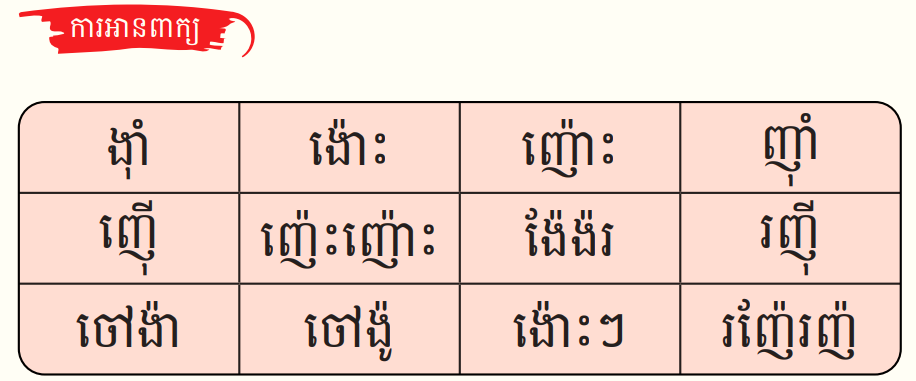 ការអានពាក្យ
ង៉ាំ ង៉ោះ ញ៉ោះ ញ៉ាំ
ញ៉ើ ញ៉េះញ៉ោះ ង៉ែង៉រ រញ៉ី
ចៅង៉ា ចៅង៉ូ ង៉ោះៗ រញ៉ែរញ៉